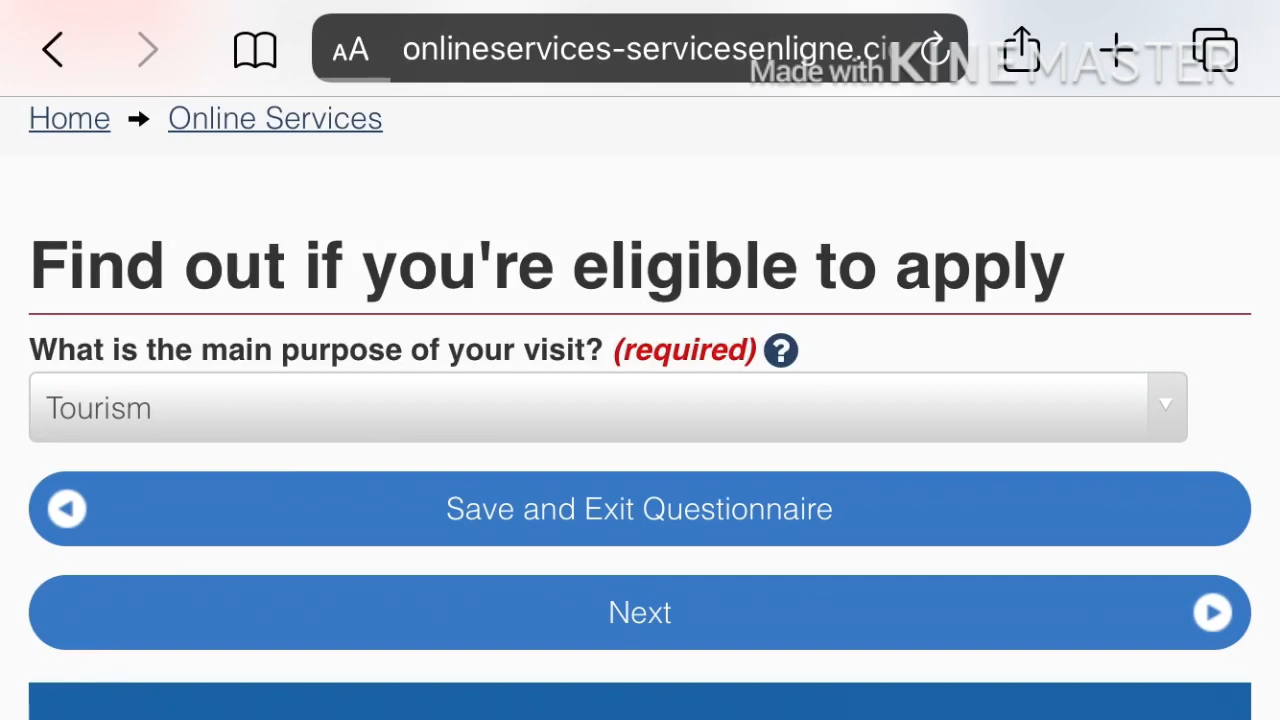 AA onlineservices-servicesenligne.ci
Made with KINEMASTER
Home → Online Services
Find out if you're eligible to apply
What is the main purpose of your visit? (required) ?
Tourism
Save and Exit Questionnaire
Next